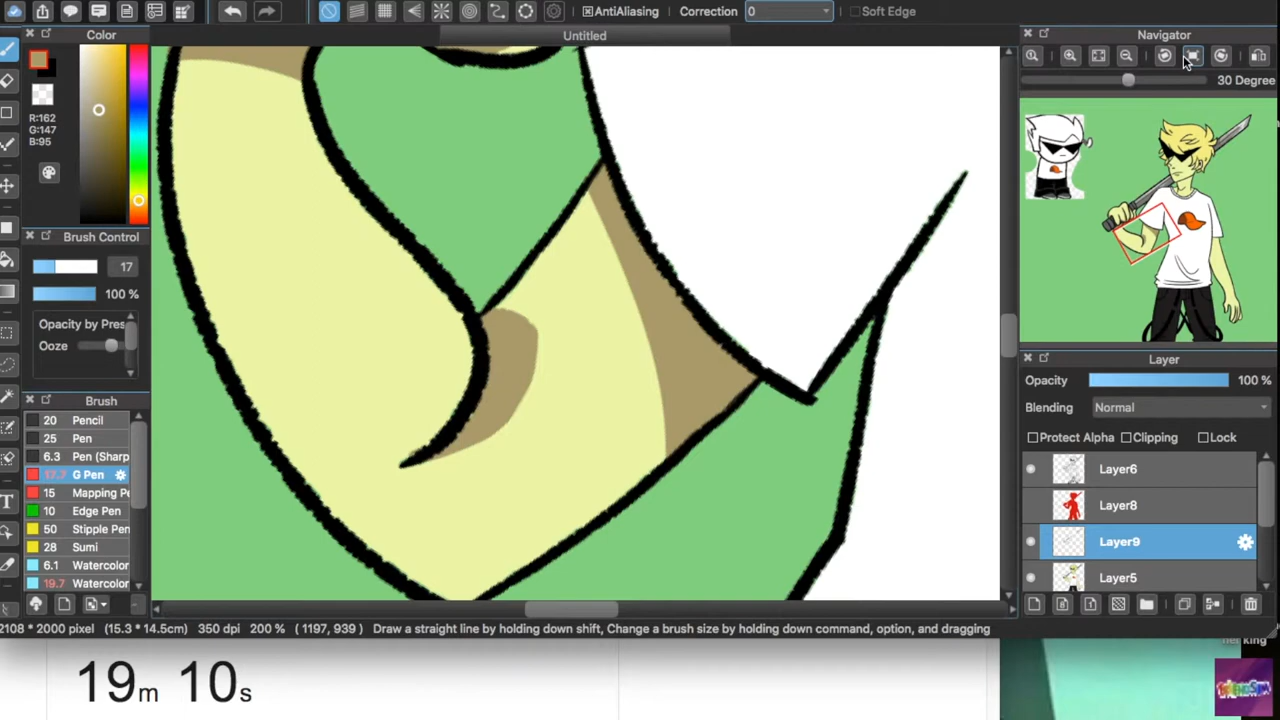 AntiAliasing Correction 0 Soft Edge
Color Untitled Navigator
30 Degree
R:162
G:147
B:95
Brush Control
17
100 %
Opacity by Pres
Ooze
Layer
Opacity 100 %
Blending Normal
Protect Alpha Clipping Lock
Brush
20 Pencil
25 Pen
6.3 Pen (Sharp
17.7 G Pen
15 Mapping Pe
10 Edge Pen
50 Stipple Pen
28 Sumi
6.1 Watercolor
19.7 Watercolor
Layer6
Layer8
Layer9
Layer5
2108 * 2000 pixel (15.3 * 14.5cm) 350 dpi 200 % ( 1197, 939 ) Draw a straight line by holding down shift, Change a brush size by holding down command, option, and dragging
19m 10s